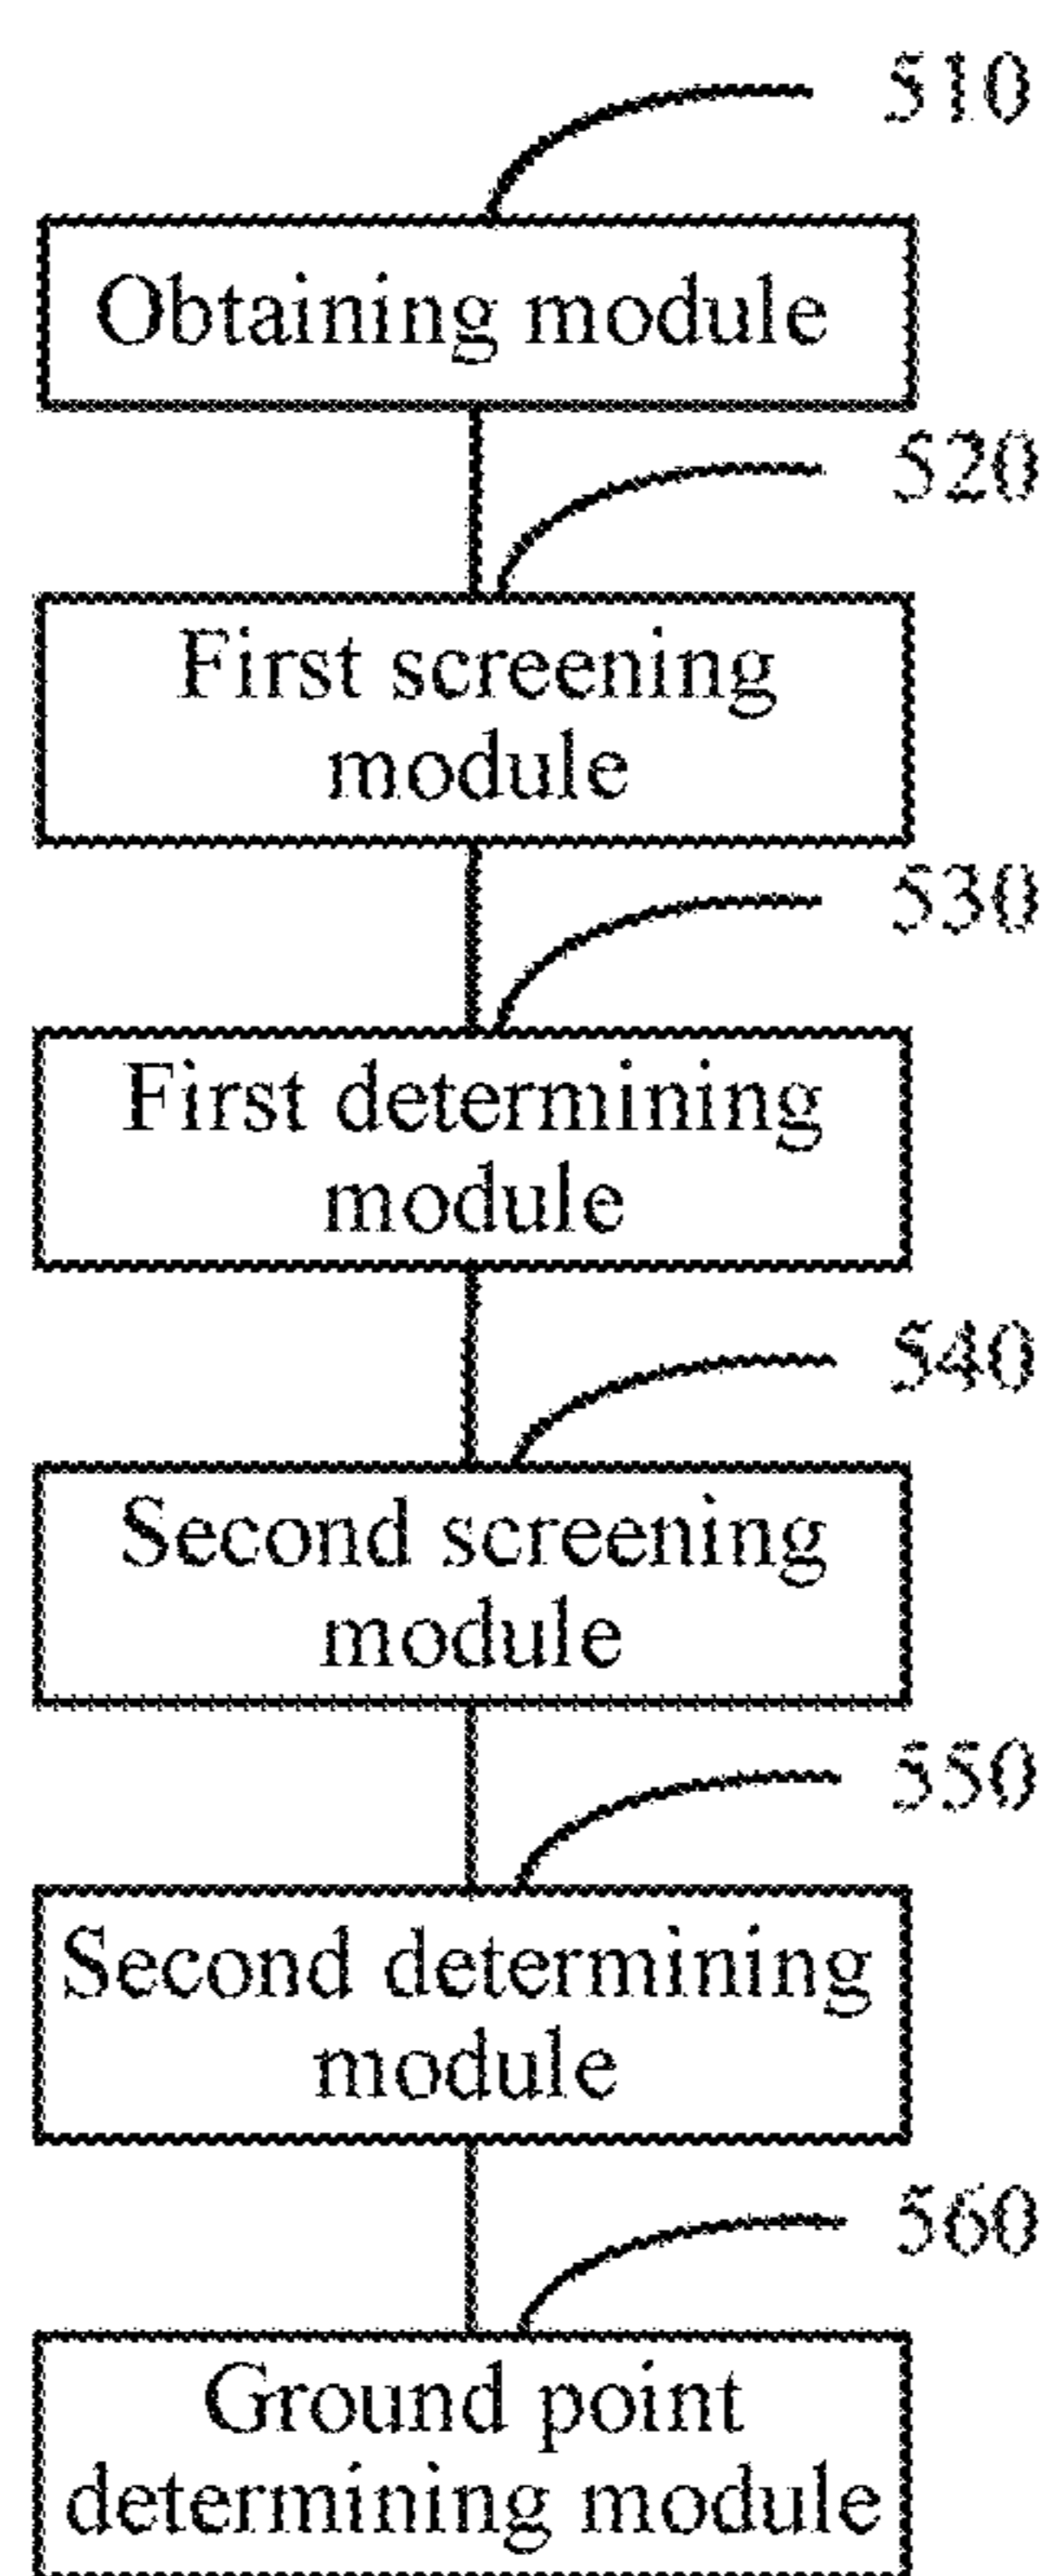 510
Obtaining module
520
First screening
module
530
First determining
module
540
Second screening
module
550
Second determining
module
560
Ground point
determining module